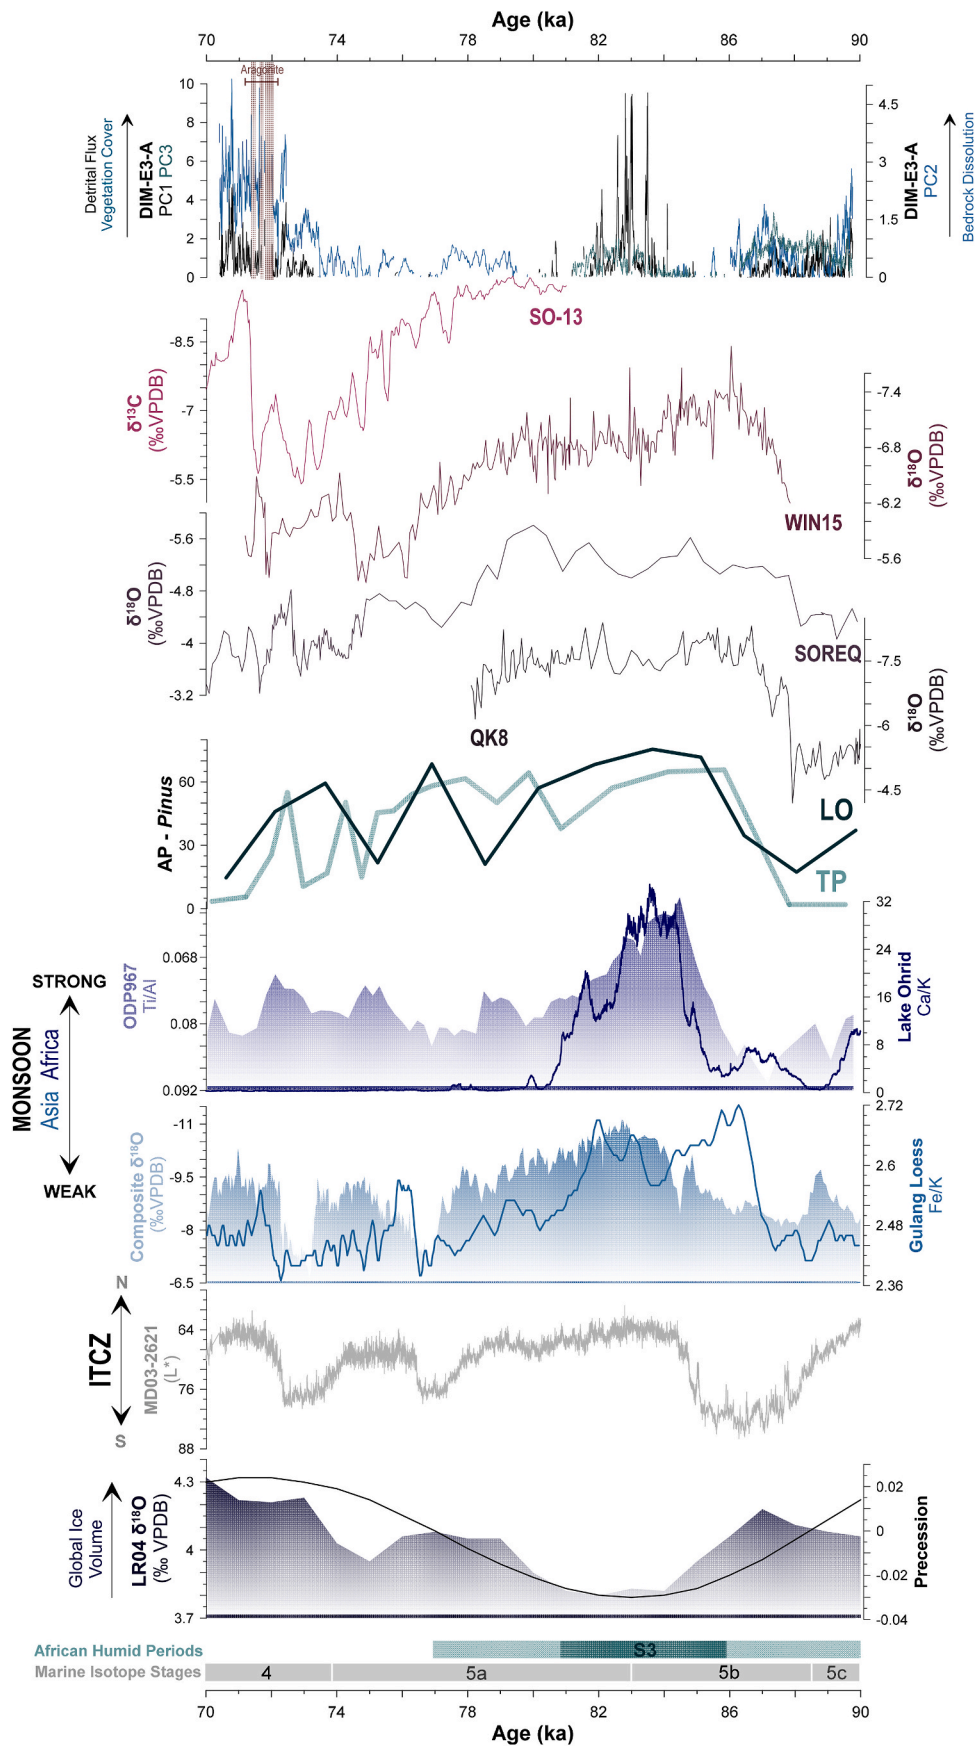 Age (ka)
70 74 78 82 86 90
Aragonite
10
8
6
4
2
0
4.5
3
1.5
0
Detrital Flux
Vegetation Cover
DIM-E3-A
PC1 PC3
DIM-E3-A
PC2
Bedrock Dissolution
SO-13
-8.5
-7
-5.5
δ13C
(‰VPDB)
-7.4
-6.8
-6.2
-5.6
δ18O
(‰VPDB)
WIN15
-5.6
-4.8
-4
-3.2
δ18O
(‰VPDB)
SOREQ
-7.5
-6
-4.5
δ18O
(‰VPDB)
QK8
60
30
0
AP - Pinus
LO
TP
STRONG
MONSOON
Asia Africa
WEAK
0.068
0.08
0.092
ODP967
Ti/Al
32
24
16
8
0
Lake Ohrid
Ca/K
-11
-9.5
-8
-6.5
Composite δ18O
(‰VPDB)
2.72
2.6
2.48
2.36
Gulang Loess
Fe/K
N
ITCZ
S
64
76
88
MD03-2621
(L*)
4.3
4
3.7
Global Ice
Volume
LR04 δ18O
(‰ VPDB)
0.02
0
-0.02
-0.04
Precession
African Humid Periods
S3
Marine Isotope Stages
4 5a 5b 5c
70 74 78 82 86 90
Age (ka)